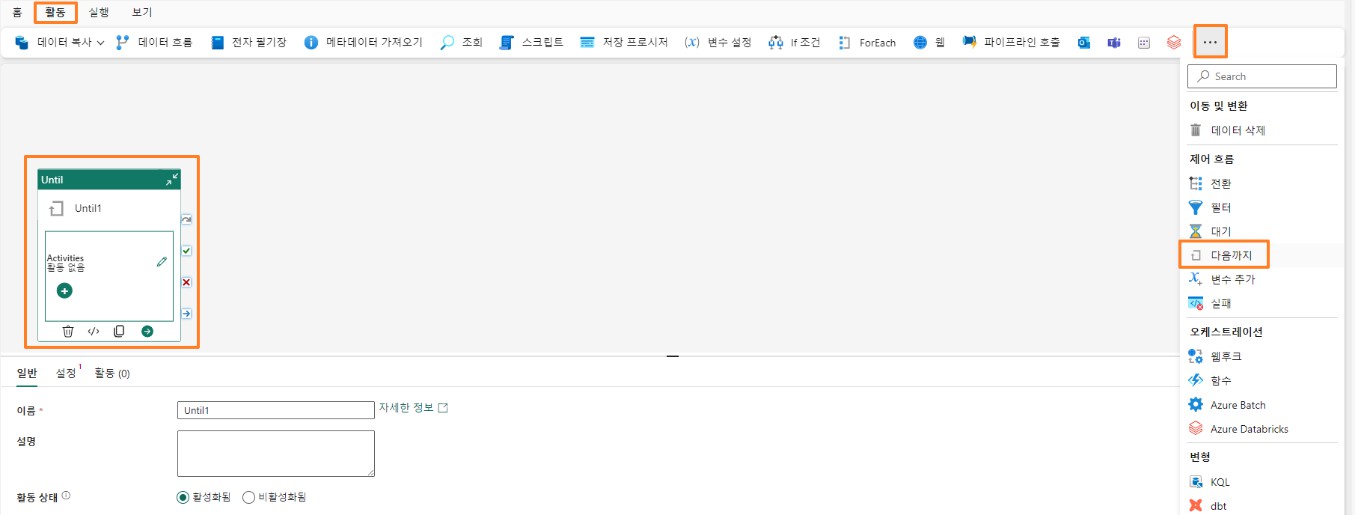 홈 활동 실행 보기
데이터 복사 데이터 흐름 전자 필기장 메타데이터 가져오기 조회 스크립트 저장 프로시저 (x) 변수 설정 If 조건 ForEach 웹 파이프라인 호출 ...
Search
이동 및 변환
데이터 삭제
제어 흐름
전환
필터
대기
다음까지
변수 추가
실패
오케스트레이션
웹후크
함수
Azure Batch
Azure Databricks
변형
KQL
dbt
Until
Until1
Activities
활동 없음
일반 설정 1 활동 (0)
이름 * Until1 자세한 정보
설명
활동 상태 활성화됨 비활성화됨